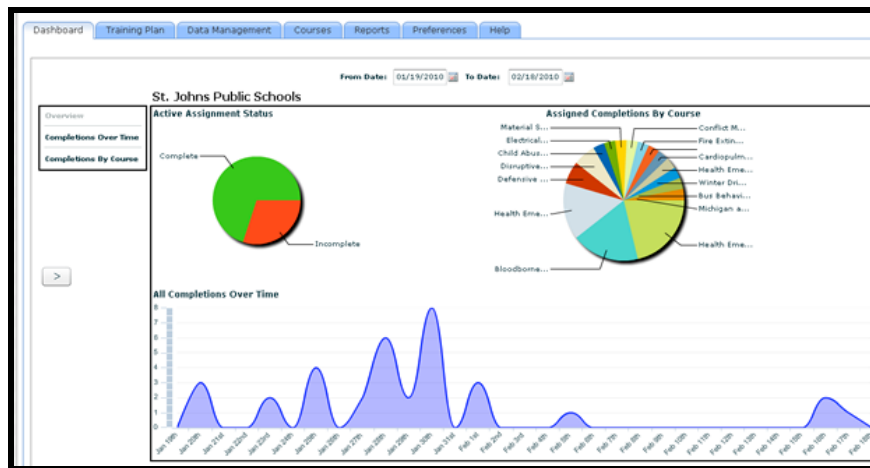 Dashboard Training Plan Data Management Courses Reports Preferences Help
From Date: 01/19/2010 To Date: 02/18/2010
St. Johns Public Schools
Overview
Completions Over Time
Completions By Course
>
Active Assignment Status
Complete
Incomplete
Assigned Completions By Course
Material S...
Electrical...
Child Abus...
Disruptive...
Defensive ...
Health Eme...
Bloodborne...
Conflict M...
Fire Extin...
Cardiopulm...
Health Eme...
Winter Dri...
Bus Behavi...
Michigan a...
Health Eme...
All Completions Over Time
8
7
6
5
4
3
2
1
0
Jan 19th Jan 20th Jan 21st Jan 22nd Jan 23rd Jan 24th Jan 25th Jan 26th Jan 27th Jan 28th Jan 29th Jan 30th Jan 31st Feb 1st Feb 2nd Feb 3rd Feb 4th Feb 5th Feb 6th Feb 7th Feb 8th Feb 9th Feb 10th Feb 11th Feb 12th Feb 13th Feb 14th Feb 15th Feb 16th Feb 17th Feb 18th